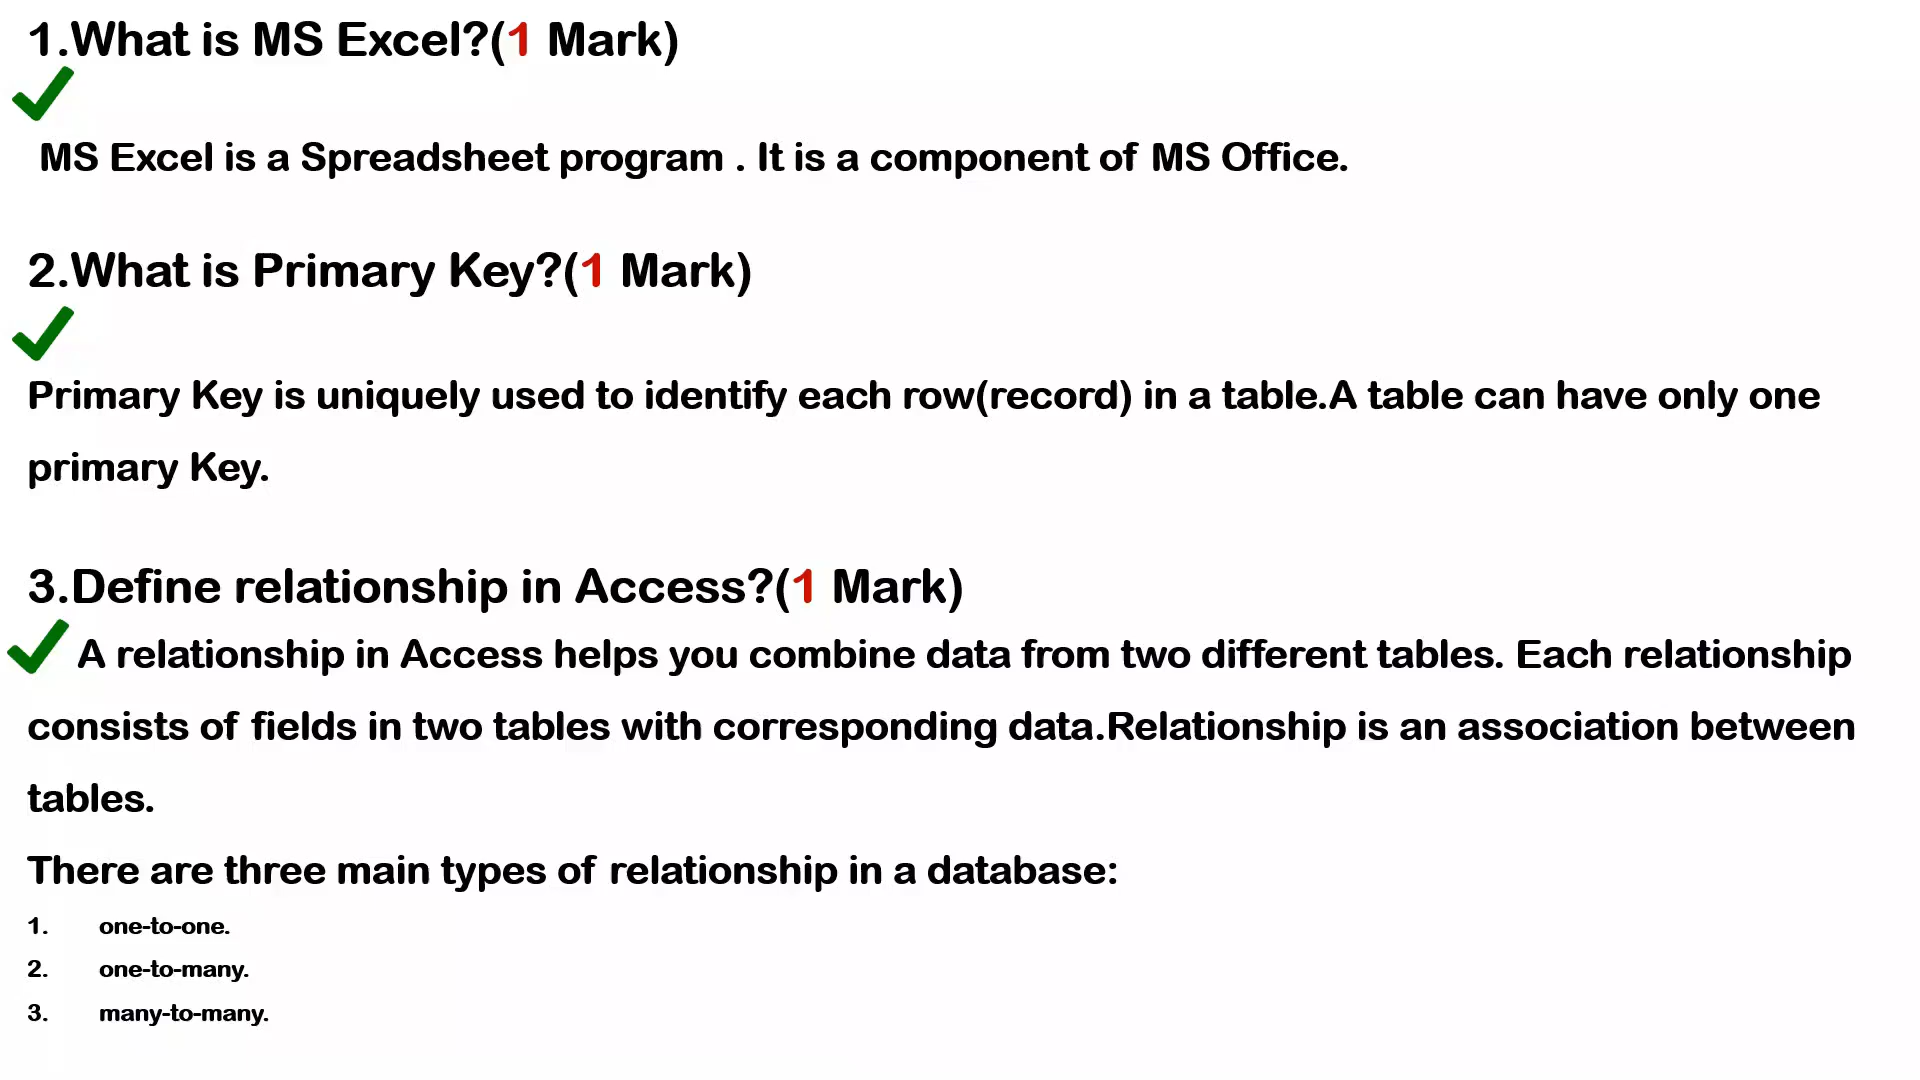 1.What is MS Excel?(1 Mark)
MS Excel is a Spreadsheet program . It is a component of MS Office.
2.What is Primary Key?(1 Mark)
Primary Key is uniquely used to identify each row(record) in a table.A table can have only one
primary Key.
3.Define relationship in Access?(1 Mark)
A relationship in Access helps you combine data from two different tables. Each relationship
consists of fields in two tables with corresponding data.Relationship is an association between
tables.
There are three main types of relationship in a database:
1. one-to-one.
2. one-to-many.
3. many-to-many.